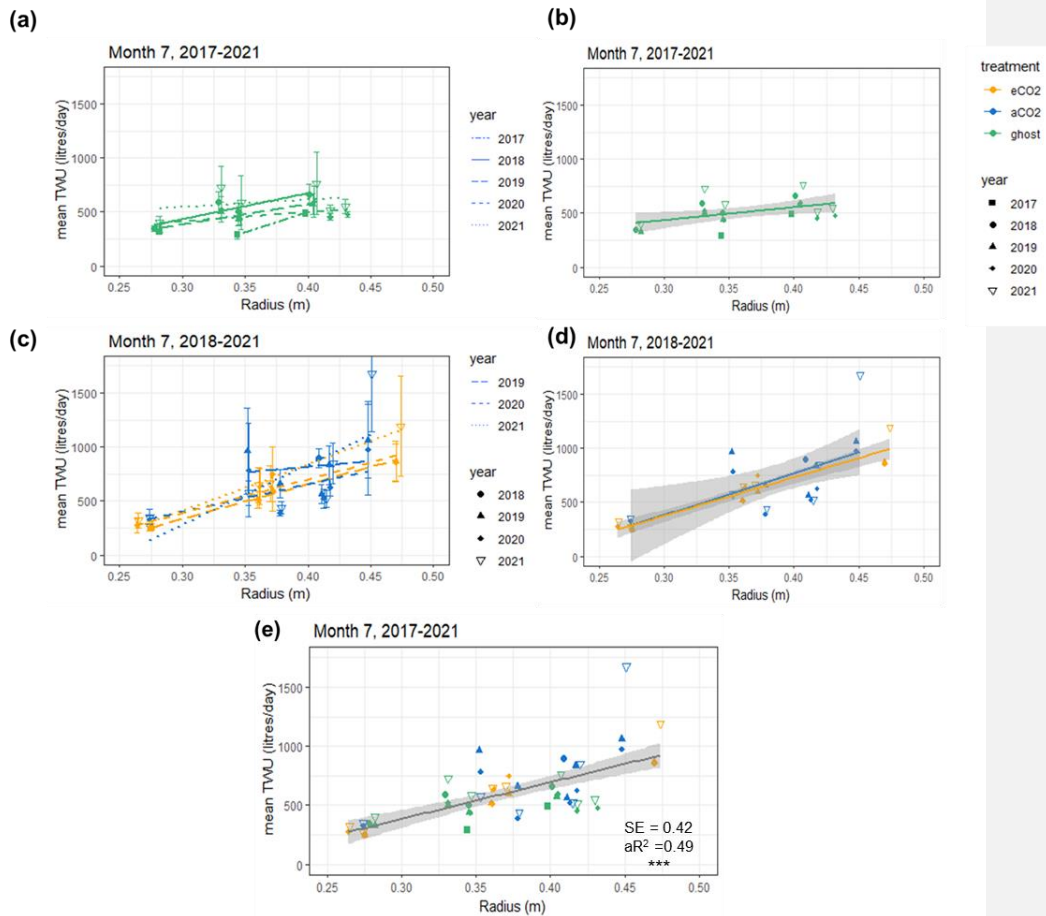 (a)
Month 7, 2017-2021
mean TWU (litres/day)
1500
1000
500
0
0.25 0.30 0.35 0.40 0.45 0.50
Radius (m)
year
2017
2018
2019
2020
2021
(b)
Month 7, 2017-2021
mean TWU (litres/day)
1500
1000
500
0
0.25 0.30 0.35 0.40 0.45 0.50
Radius (m)
treatment
eCO2
aCO2
ghost
year
2017
2018
2019
2020
2021
(c)
Month 7, 2018-2021
mean TWU (litres/day)
1500
1000
500
0
0.25 0.30 0.35 0.40 0.45 0.50
Radius (m)
year
2019
2020
2021
year
2018
2019
2020
2021
(d)
Month 7, 2018-2021
mean TWU (litres/day)
1500
1000
500
0
0.25 0.30 0.35 0.40 0.45 0.50
Radius (m)
(e)
Month 7, 2017-2021
mean TWU (litres/day)
1500
1000
500
0
0.25 0.30 0.35 0.40 0.45 0.50
Radius (m)
SE = 0.42
aR² =0.49
***